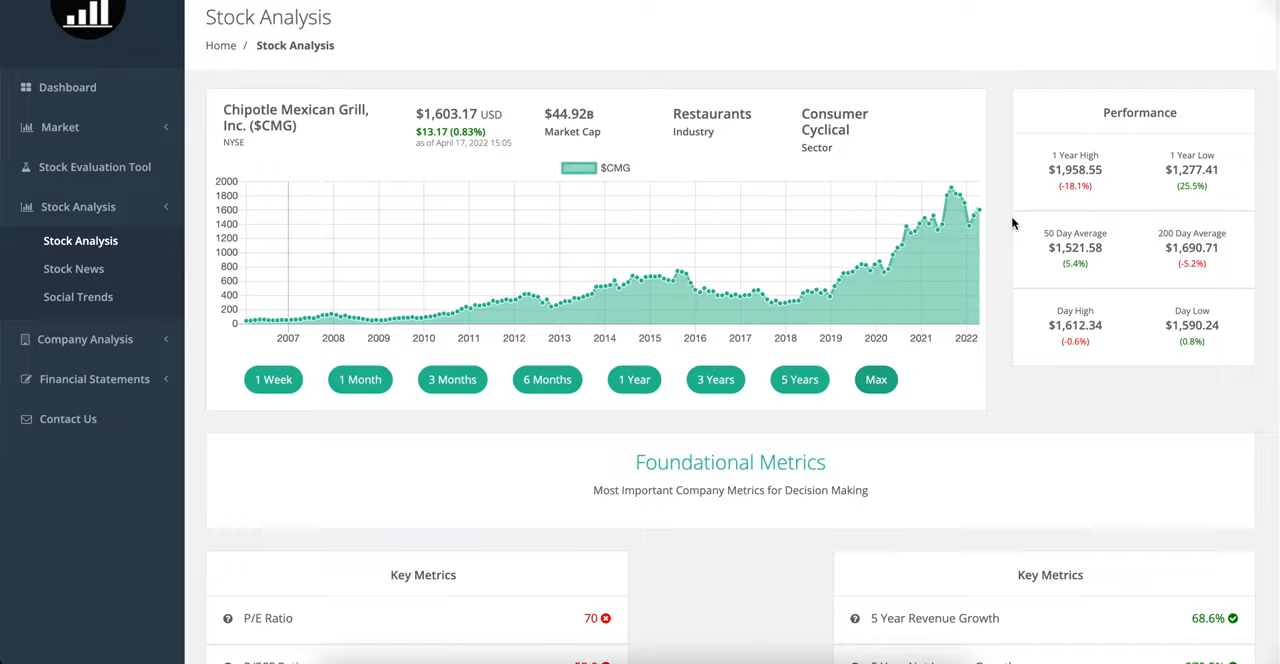 Stock Analysis
Home / Stock Analysis
Dashboard
Market
Stock Evaluation Tool
Stock Analysis
Stock Analysis
Stock News
Social Trends
Company Analysis
Financial Statements
Contact Us
Chipotle Mexican Grill,
Inc. ($CMG)
NYSE
$1,603.17 USD
$13.17 (0.83%)
as of April 17, 2022 15:05
$44.92B
Market Cap
Restaurants
Industry
Consumer
Cyclical
Sector
$CMG
2000
1800
1600
1400
1200
1000
800
600
400
200
0
2007 2008 2009 2010 2011 2012 2013 2014 2015 2016 2017 2018 2019 2020 2021 2022
1 Week 1 Month 3 Months 6 Months 1 Year 3 Years 5 Years Max
Performance
1 Year High 1 Year Low
$1,958.55 $1,277.41
(-18.1%) (25.5%)
50 Day Average 200 Day Average
$1,521.58 $1,690.71
(5.4%) (-5.2%)
Day High Day Low
$1,612.34 $1,590.24
(-0.6%) (0.8%)
Foundational Metrics
Most Important Company Metrics for Decision Making
Key Metrics
P/E Ratio 70
Key Metrics
5 Year Revenue Growth 68.6%